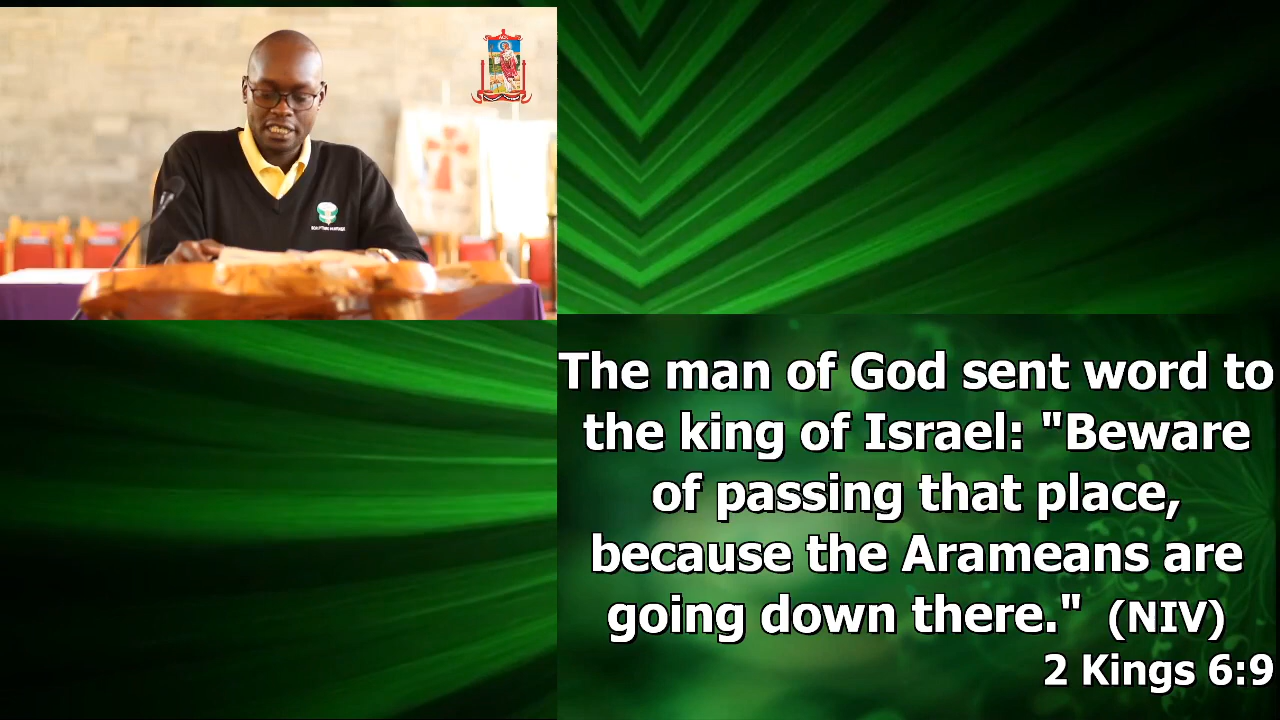 The man of God sent word to
the king of Israel: "Beware
of passing that place,
because the Arameans are
going down there." (NIV)
2 Kings 6:9